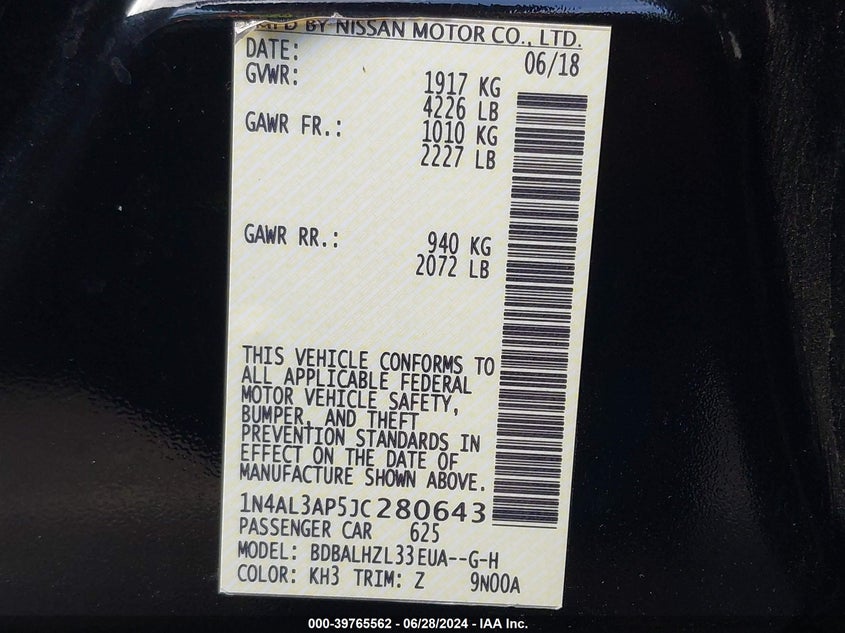 MFD BY NISSAN MOTOR CO., LTD.
DATE: 06/18
GVWR: 1917 KG
4226 LB
GAWR FR.: 1010 KG
2227 LB
GAWR RR.: 940 KG
2072 LB
THIS VEHICLE CONFORMS TO
ALL APPLICABLE FEDERAL
MOTOR VEHICLE SAFETY,
BUMPER, AND THEFT
PREVENTION STANDARDS IN
EFFECT ON THE DATE OF
MANUFACTURE SHOWN ABOVE.
1N4AL3AP5JC280643
PASSENGER CAR 625
MODEL: BDBALHZL33EUA--G-H
COLOR: KH3 TRIM: Z 9N00A
000-39765562 - 06/28/2024 - IAA Inc.